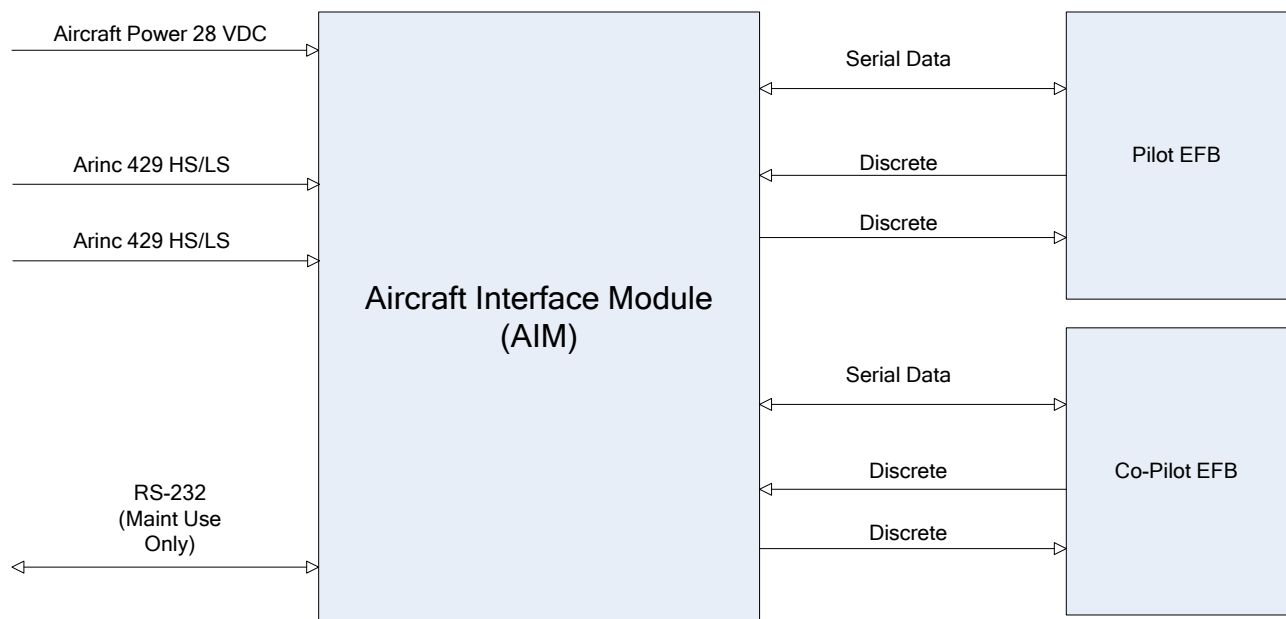 Aircraft Power 28 VDC
Arinc 429 HS/LS
Arinc 429 HS/LS
RS-232
(Maint Use
Only)
Aircraft Interface Module
(AIM)
Serial Data
Discrete
Discrete
Pilot EFB
Serial Data
Discrete
Discrete
Co-Pilot EFB